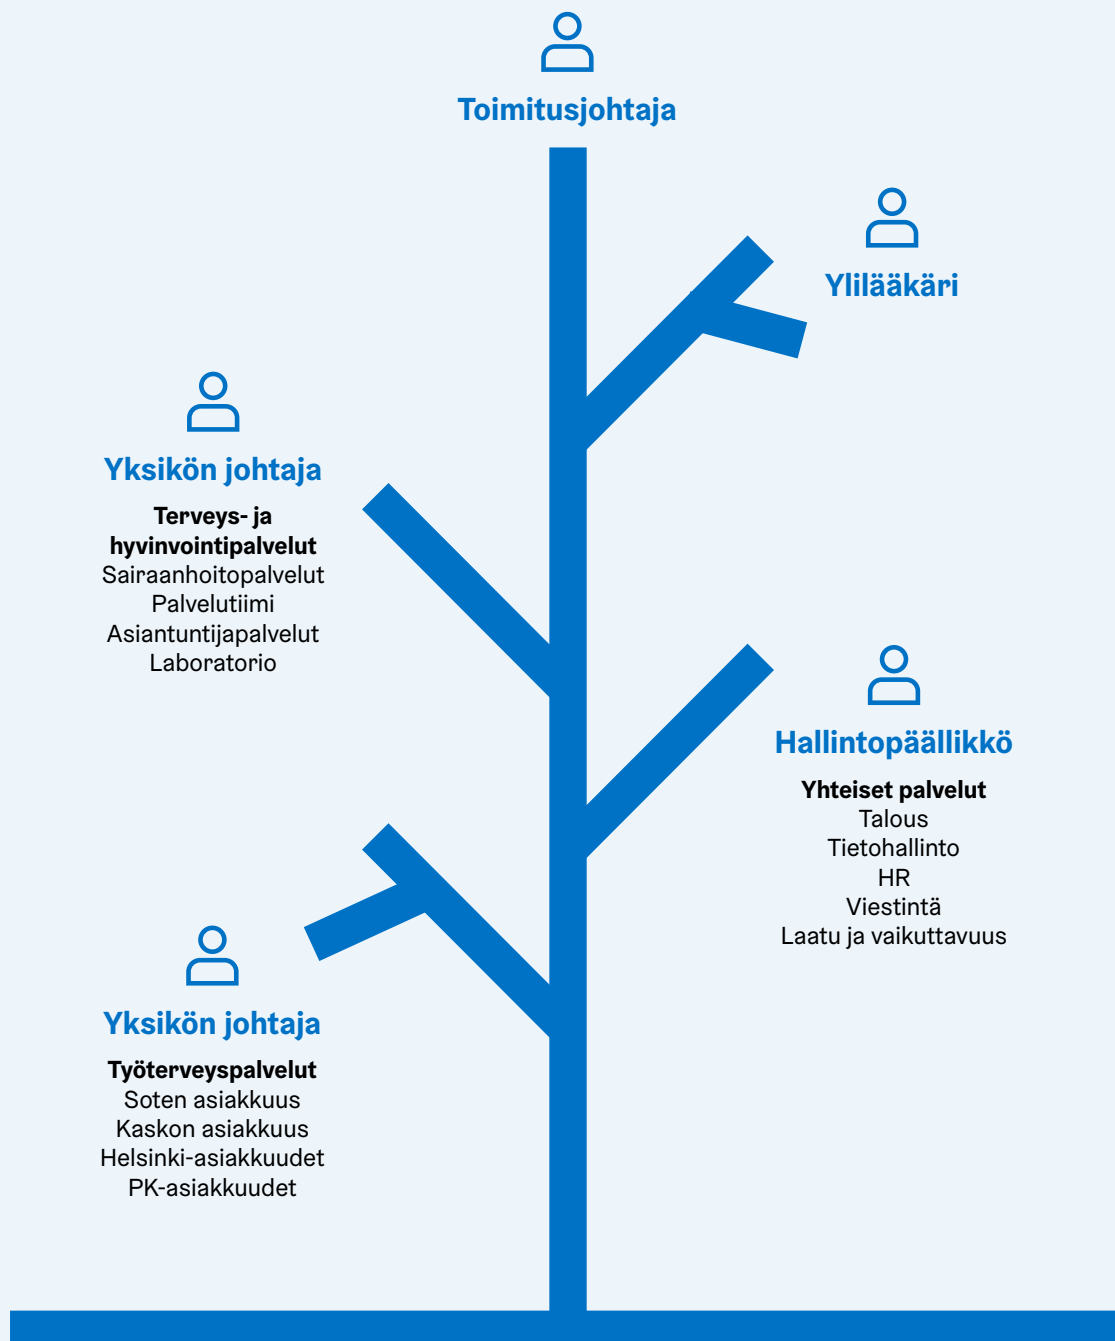 Toimitusjohtaja
Ylilääkäri
Yksikön johtaja
Terveys- ja
hyvinvointipalvelut
Sairaanhoitopalvelut
Palvelutiimi
Asiantuntijapalvelut
Laboratorio
Hallintopäällikkö
Yhteiset palvelut
Talous
Tietohallinto
HR
Viestintä
Laatu ja vaikuttavuus
Yksikön johtaja
Työterveyspalvelut
Soten asiakkuus
Kaskon asiakkuus
Helsinki-asiakkuudet
PK-asiakkuudet